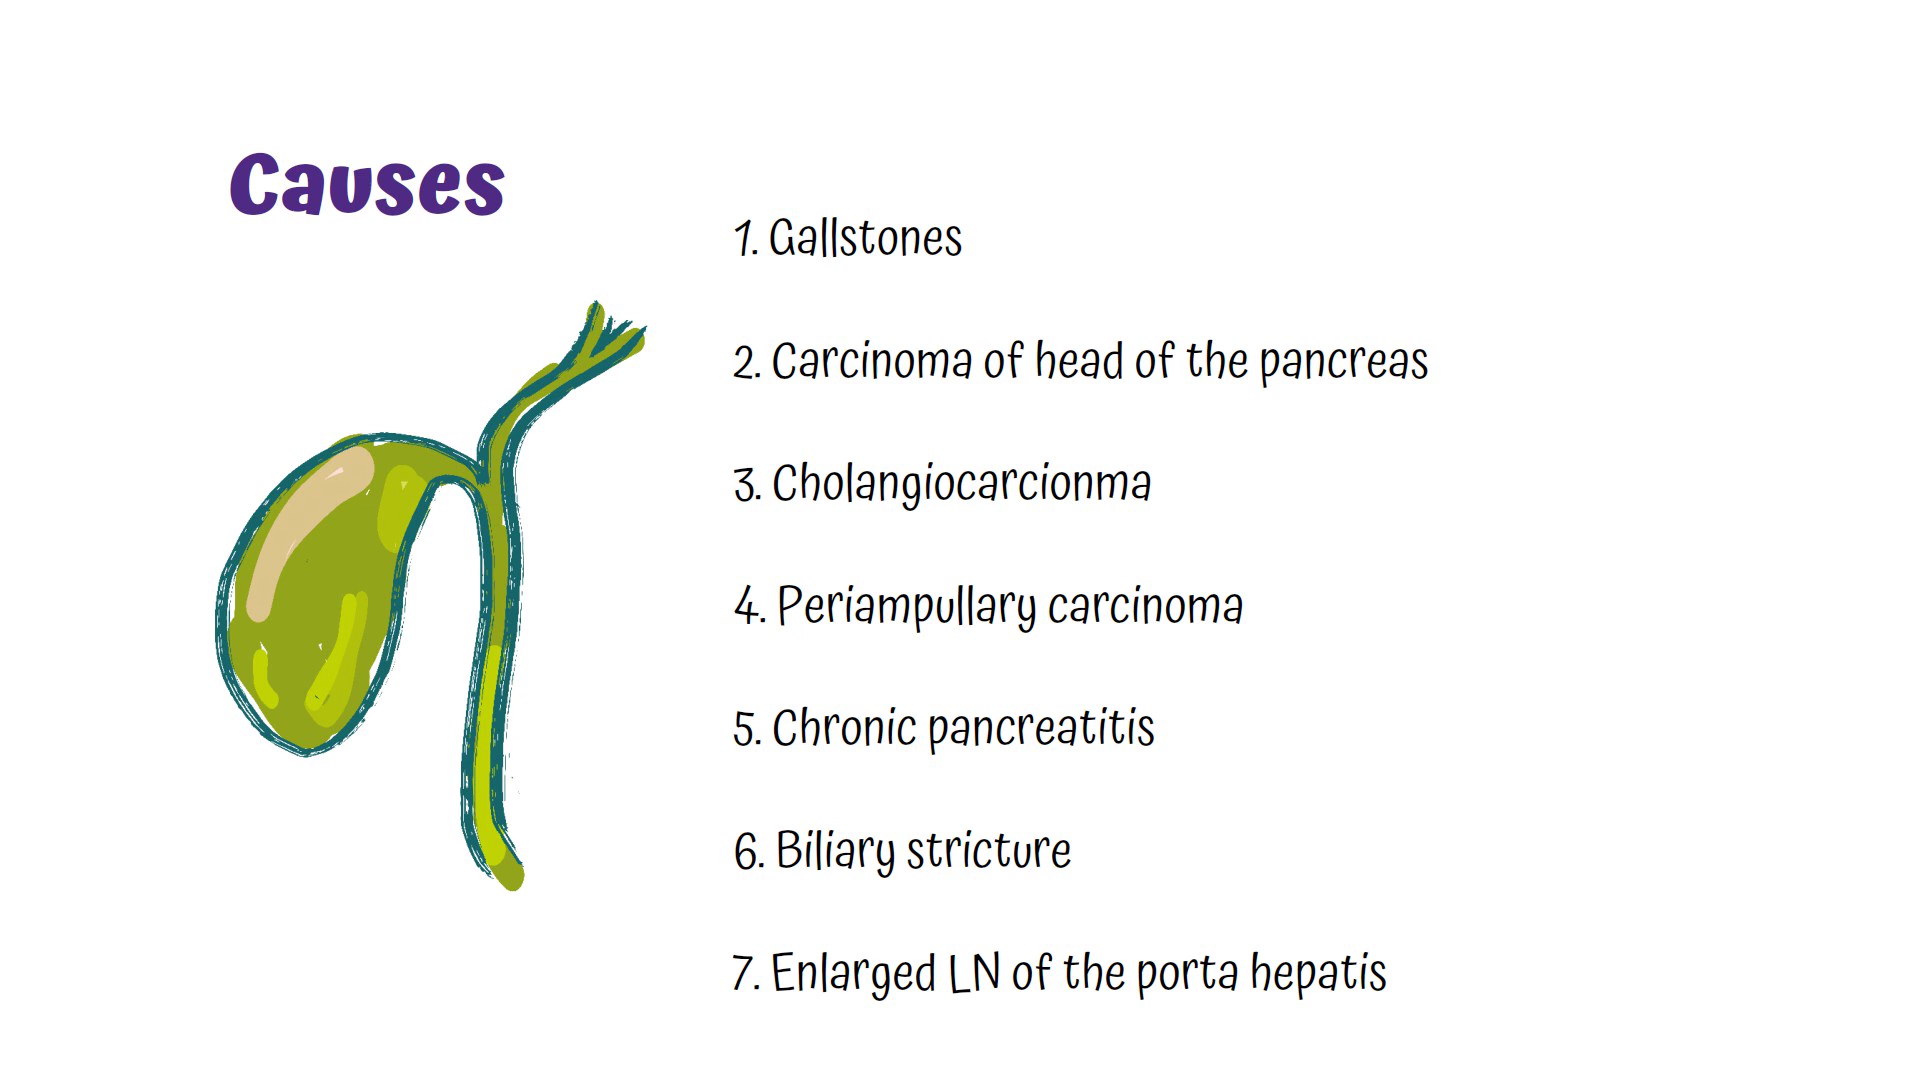 Causes
1. Gallstones
2. Carcinoma of head of the pancreas
3. Cholangiocarcionma
4. Periampullary carcinoma
5. Chronic pancreatitis
6. Biliary stricture
7. Enlarged LN of the porta hepatis